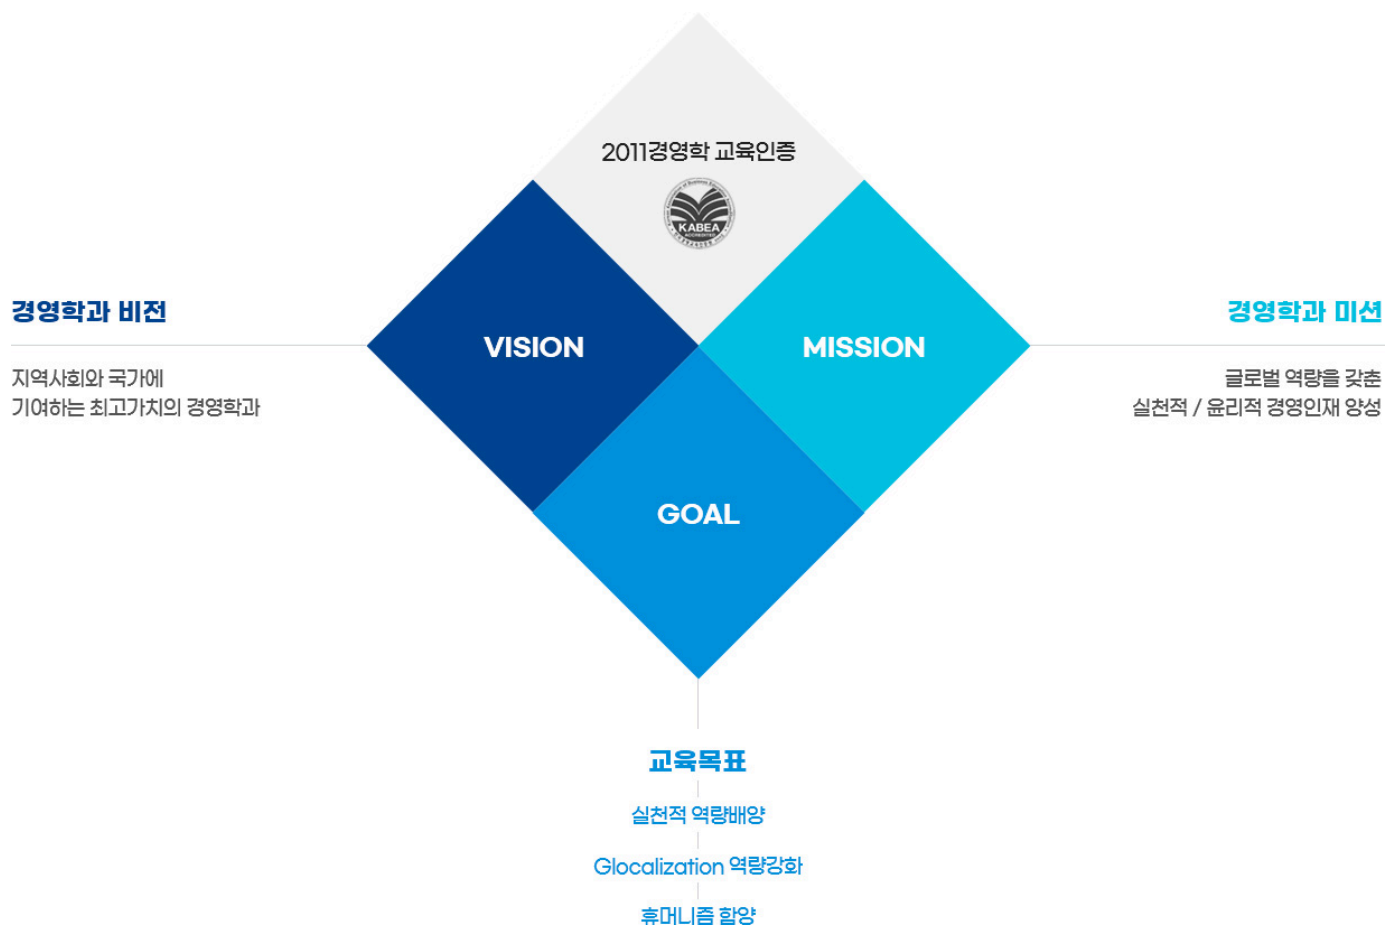 2011경영학 교육인증
KABEA
ACCREDITED
경영학과 비전
지역사회와 국가에
기여하는 최고가치의 경영학과
VISION
MISSION
경영학과 미션
글로벌 역량을 갖춘
실천적 / 윤리적 경영인재 양성
GOAL
교육목표
실천적 역량배양
Glocalization 역량강화
휴머니즘 함양